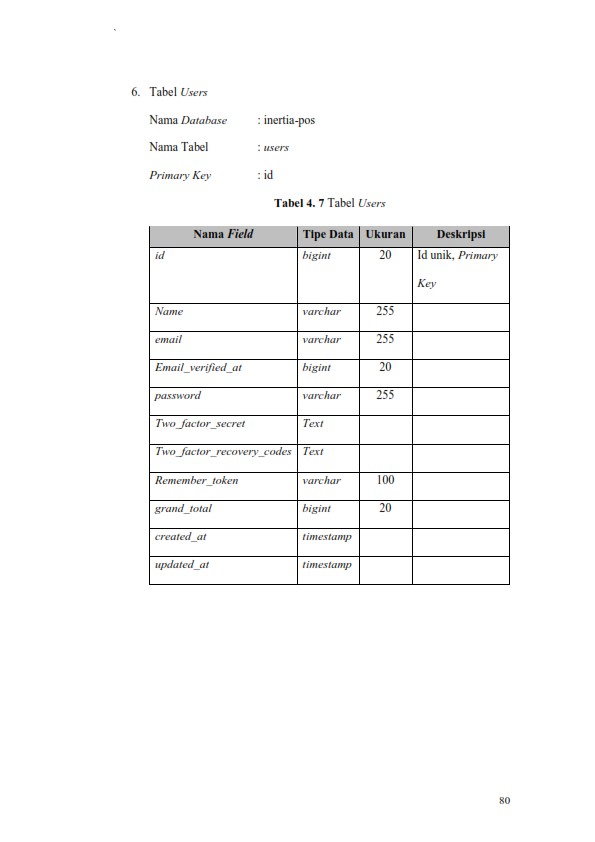 6. Tabel Users
Nama Database : inertia-pos
Nama Tabel : users
Primary Key : id
Tabel 4. 7 Tabel Users
Nama Field Tipe Data Ukuran Deskripsi
id bigint 20 Id unik, Primary
Key
Name varchar 255
email varchar 255
Email_verified_at bigint 20
password varchar 255
Two_factor_secret Text
Two_factor_recovery_codes Text
Remember_token varchar 100
grand_total bigint 20
created_at timestamp
updated_at timestamp
80